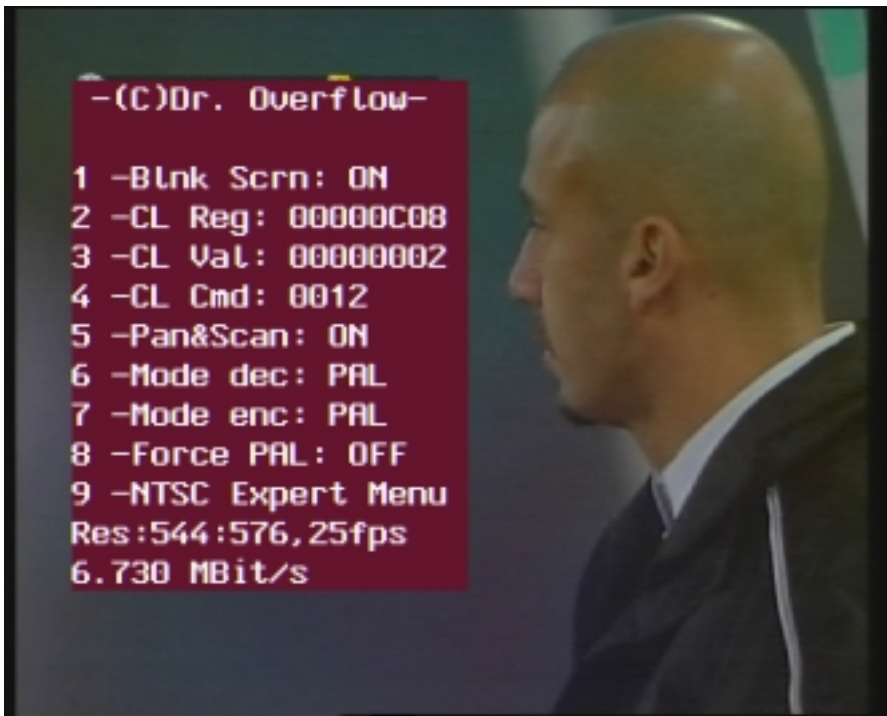 -(C)Dr. Overflow-
1 -Blnk Scrn: ON
2 -CL Reg: 00000C08
3 -CL Val: 00000002
4 -CL Cmd: 0012
5 -Pan&Scan: ON
6 -Mode dec: PAL
7 -Mode enc: PAL
8 -Force PAL: OFF
9 -NTSC Expert Menu
Res:544:576,25fps
6.730 MBit/s